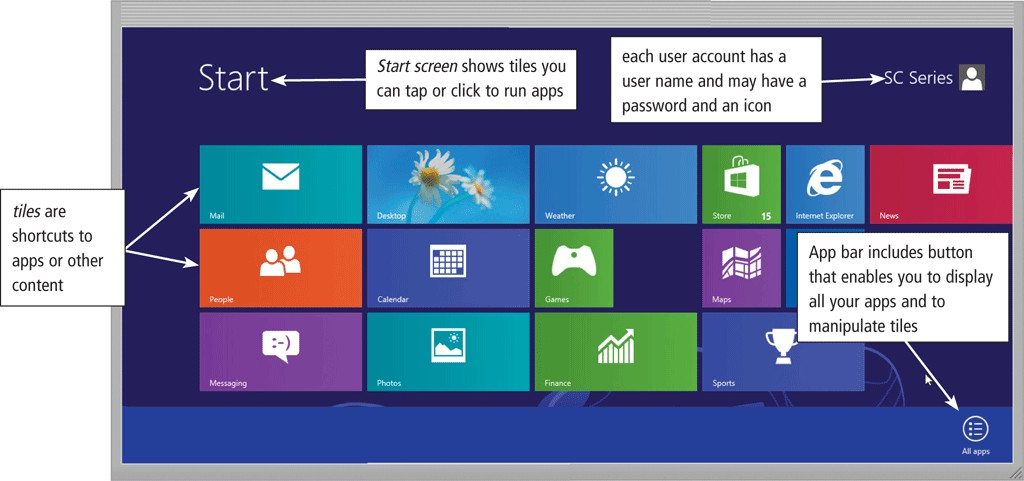 Start
Start screen shows tiles you
can tap or click to run apps
each user account has a
user name and may have a
password and an icon
SC Series
tiles are
shortcuts to
apps or other
content
Mail
Desktop
Weather
Store 15
Internet Explorer
News
People
Calendar
Games
Maps
App bar includes button
that enables you to display
all your apps and to
manipulate tiles
Messaging
:-)
Photos
Finance
Sports
All apps